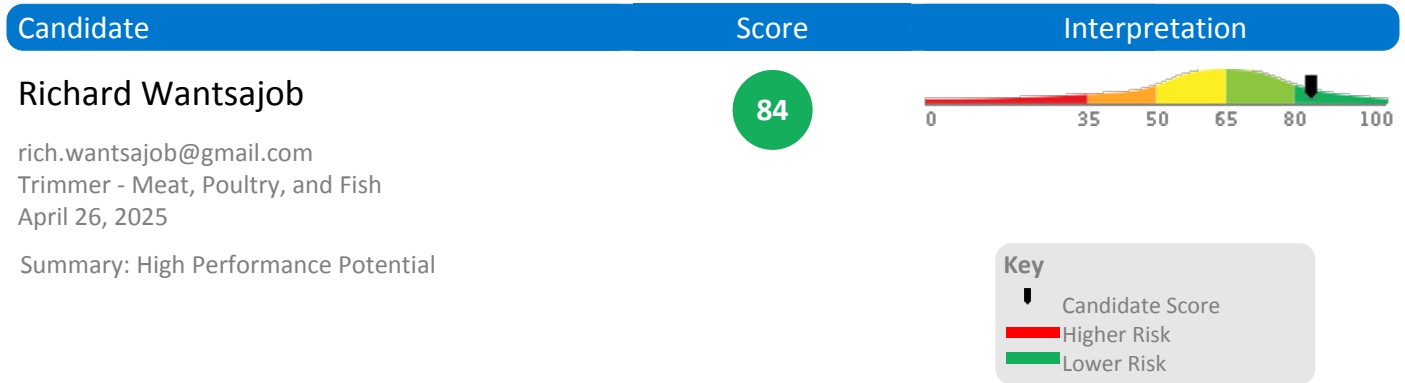 Candidate Score Interpretation
Richard Wantsajob
84
0 35 50 65 80 100
rich.wantsajob@gmail.com
Trimmer - Meat, Poultry, and Fish
April 26, 2025
Summary: High Performance Potential
Key
Candidate Score
Higher Risk
Lower Risk